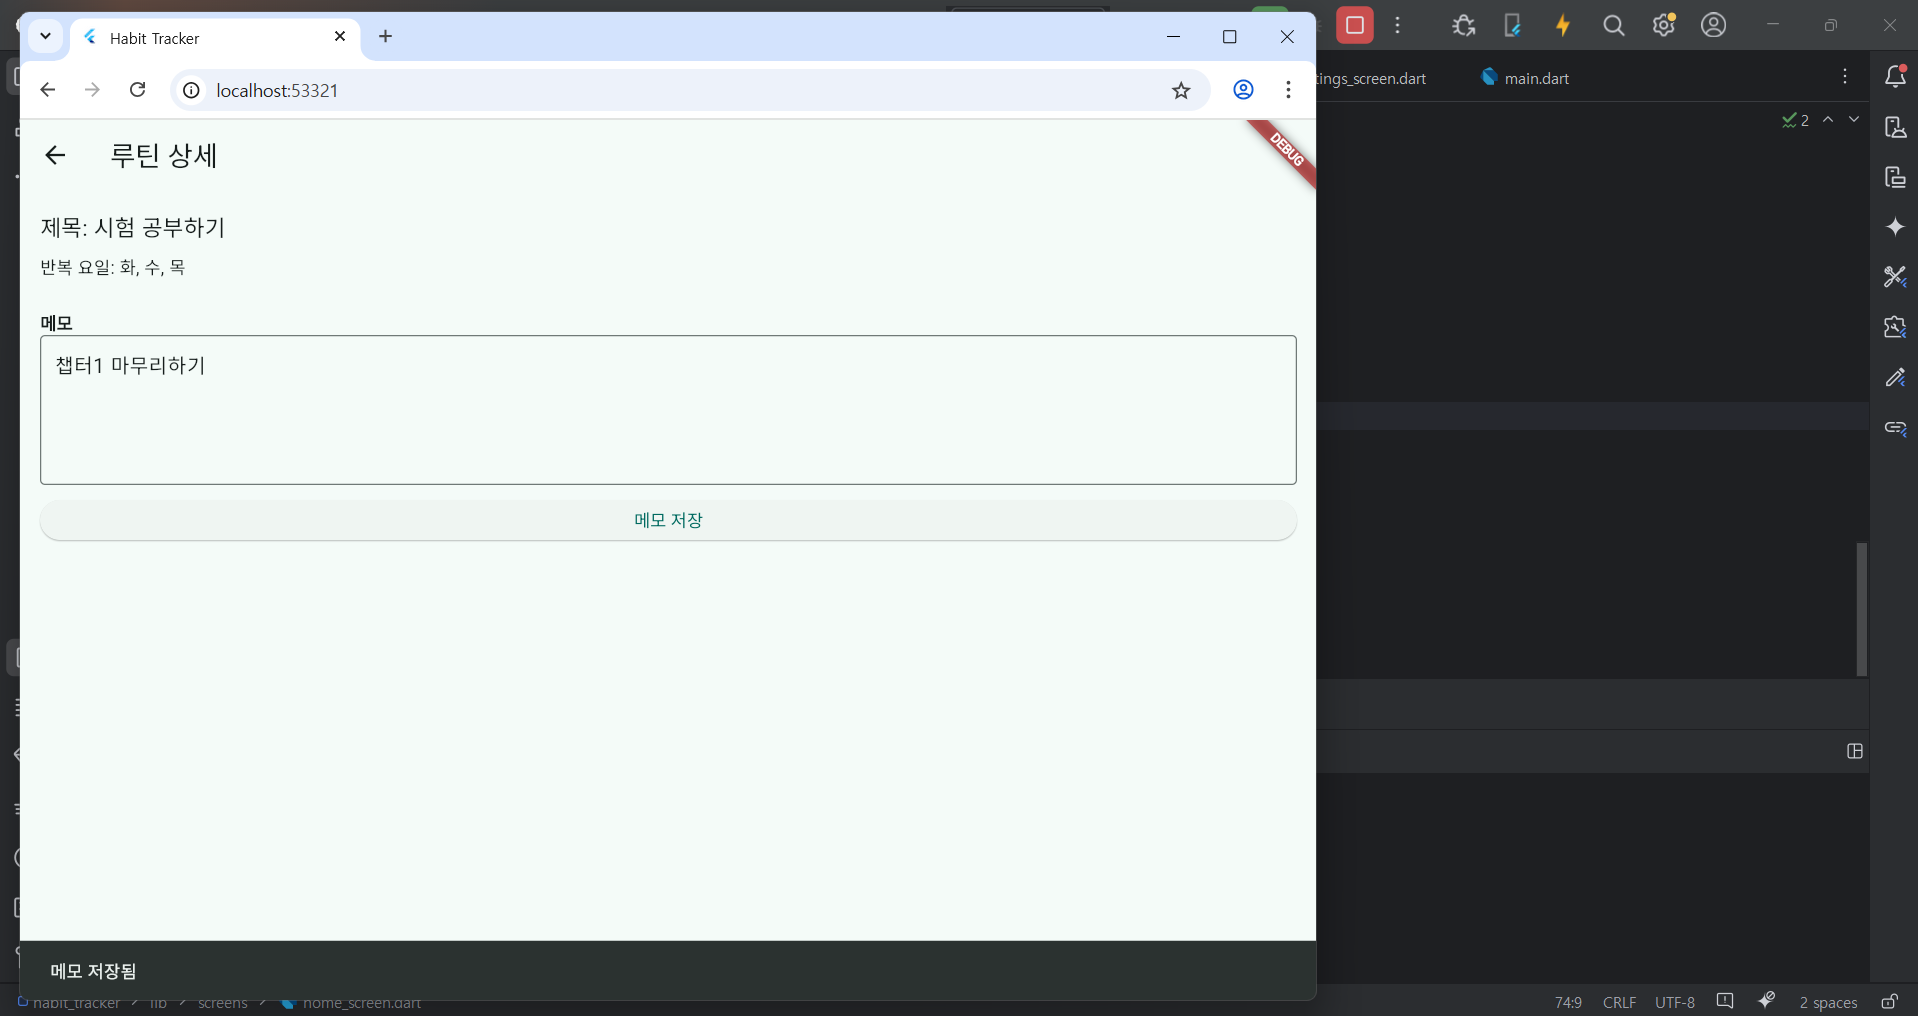 Habit Tracker
localhost:53321
tings_screen.dart
main.dart
2
DEBUG
루틴 상세
제목: 시험 공부하기
반복 요일: 화, 수, 목
메모
챕터1 마무리하기
메모 저장
메모 저장됨
habit_tracker
lib
screens
home_screen.dart
74:9
CRLF
UTF-8
2 spaces